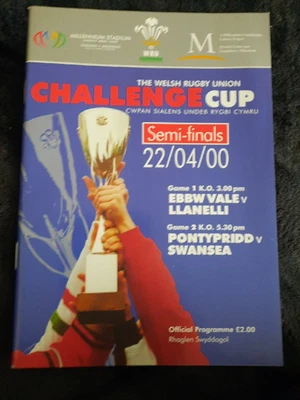 MILLENNIUM STADIUM
WRU
M
THE WELSH RUGBY UNION
CHALLENGE CUP
CWPAN SIALENS UNDEB RYGBI CYMRU
Semi-finals
22/04/00
Game 1 K.O. 3.00 pm
EBBW VALE v
LLANELLI
Game 2 K.O. 5.30 pm
PONTYPRIDD v
SWANSEA
Official Programme £2.00
Rhaglen Swyddogol